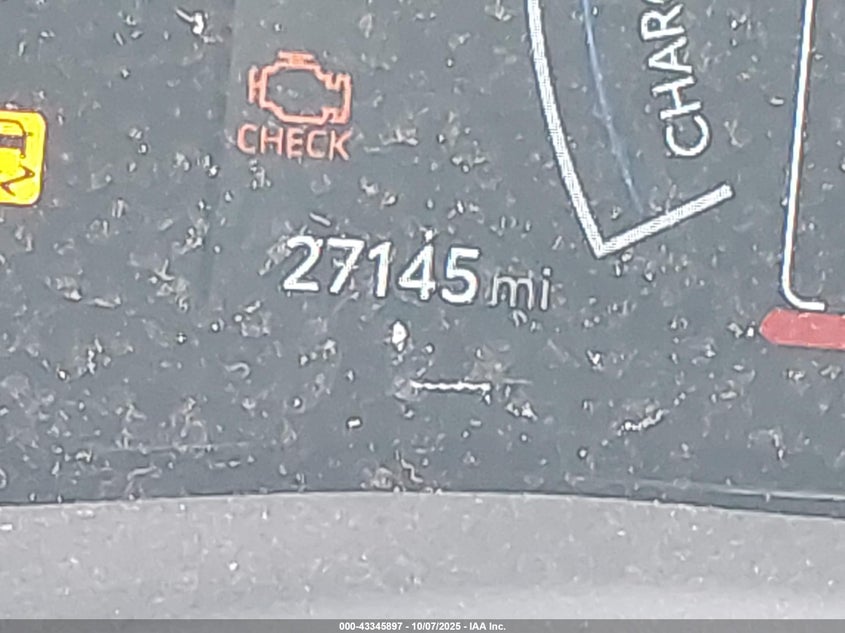 CHARG
CHECK
27145 mi
000-43345897 - 10/07/2025 - IAA Inc.